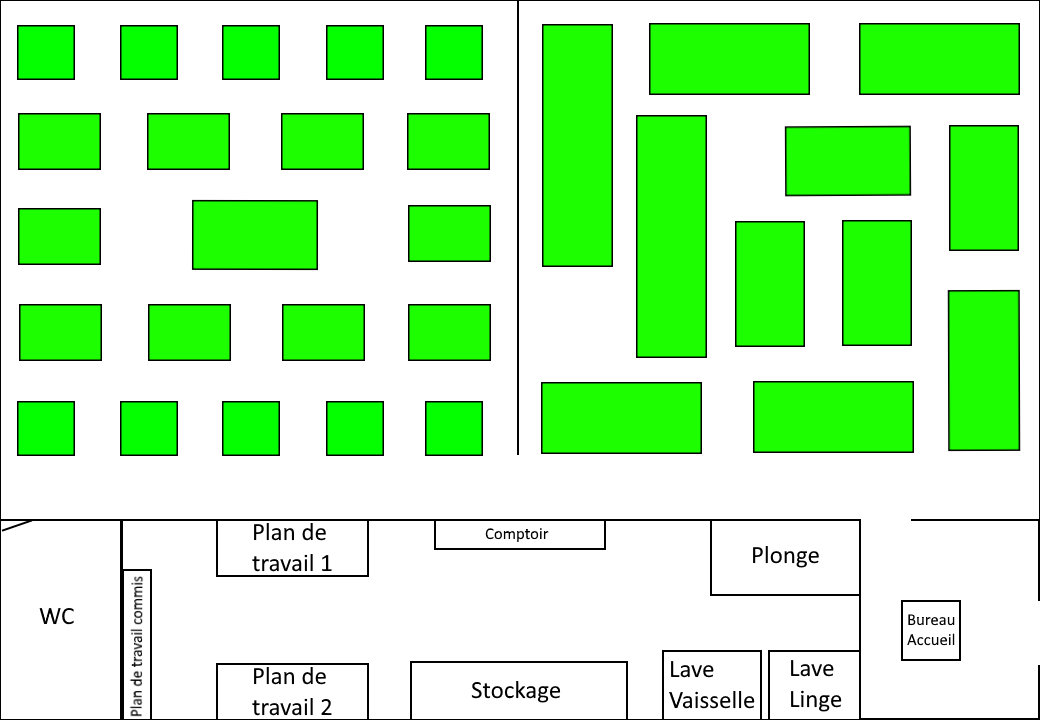 Plan de
travail 1
Comptoir
Plonge
WC
Plan de travail commis
Bureau
Accueil
Plan de
travail 2
Stockage
Lave
Vaisselle
Lave
Linge